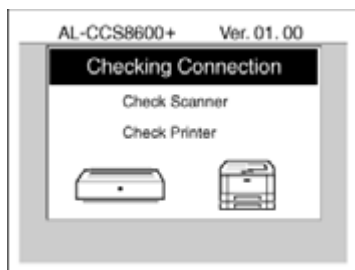 AL-CCS8600+ Ver. 01. 00
Checking Connection
Check Scanner
Check Printer